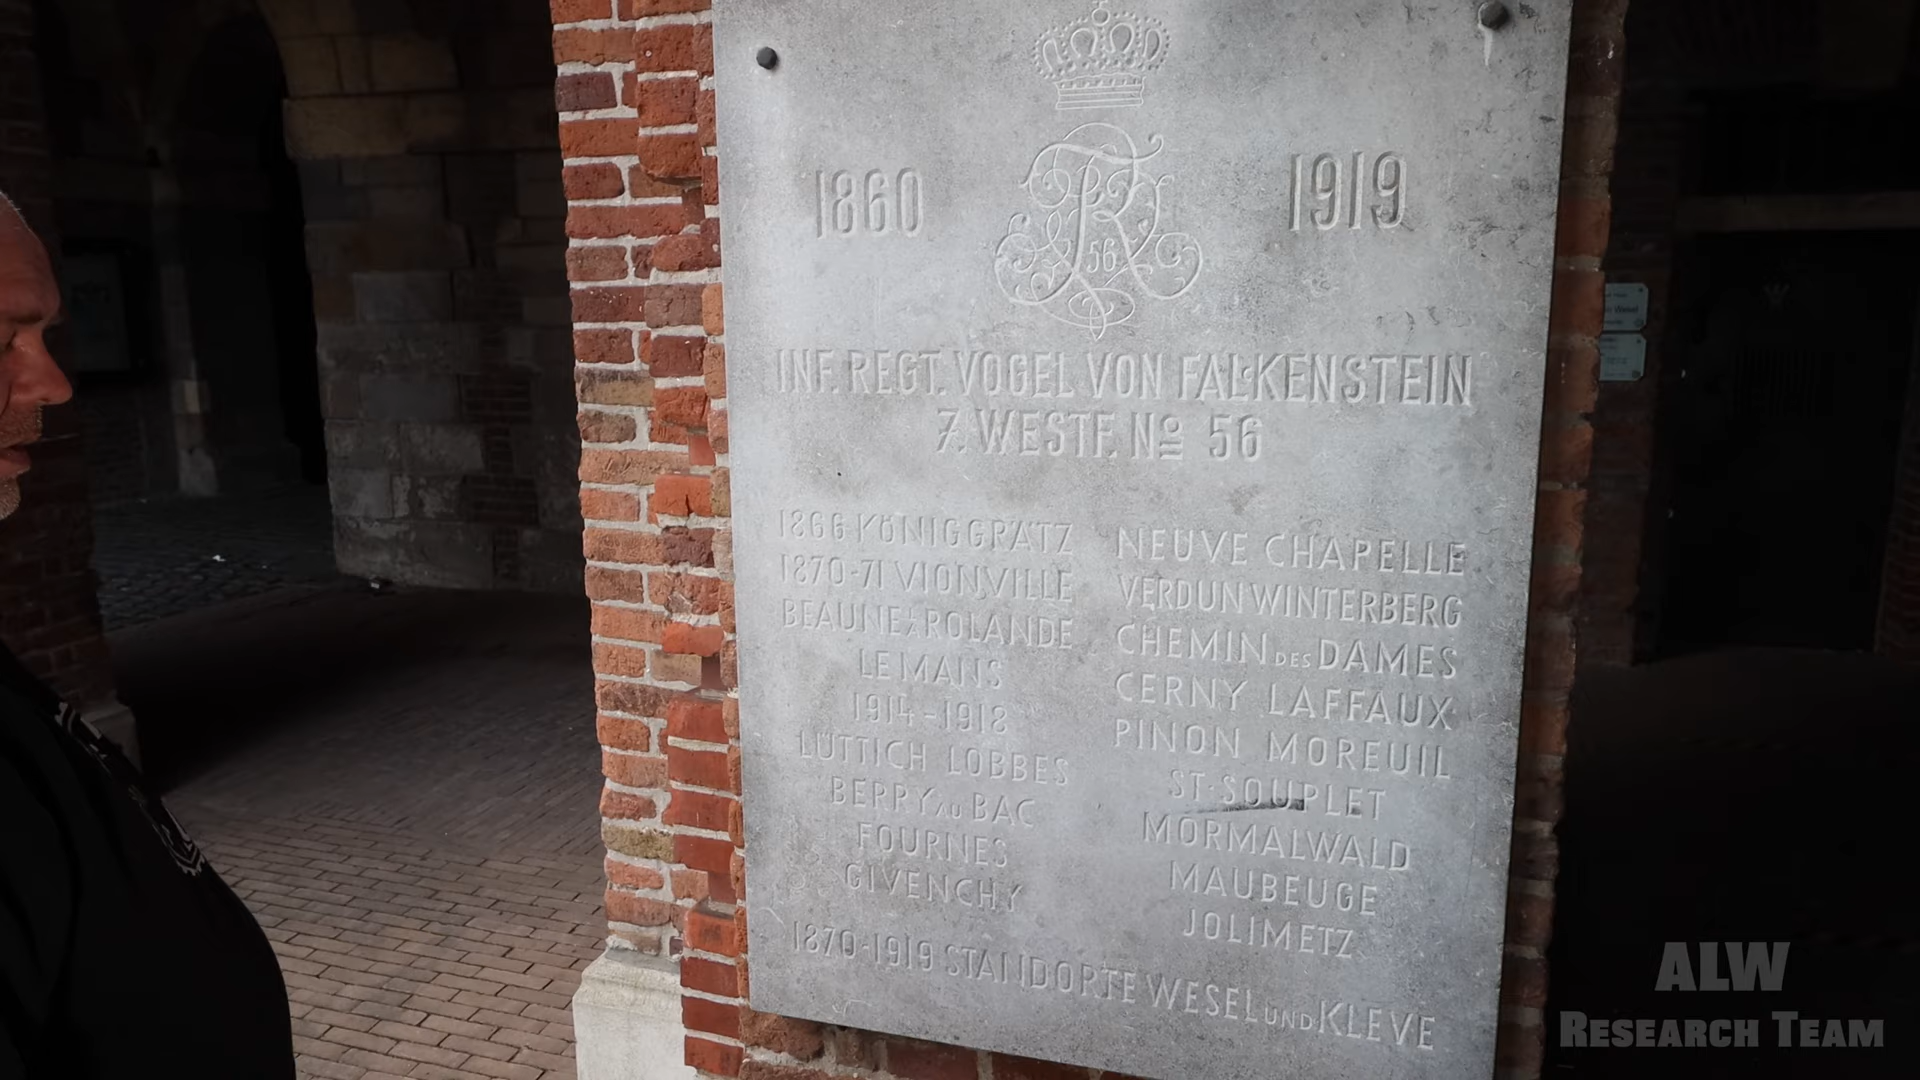 1860
1919
56
INF. REGT. VOGEL VON FALKENSTEIN
7. WESTF. No 56
1866 KÖNIGGRÄTZ
1870-71 VIONVILLE
BEAUNE LA ROLANDE
LE MANS
1914-1918
LÜTTICH LOBBES
BERRY AU BAC
FOURNES
GIVENCHY
NEUVE CHAPELLE
VERDUN WINTERBERG
CHEMIN DES DAMES
CERNY LAFFAUX
PINON MOREUIL
ST. SOUPLET
MORMALWALD
MAUBEUGE
JOLIMETZ
1870-1919 STANDORTE WESEL UND KLEVE
Wesel
ALW
RESEARCH TEAM